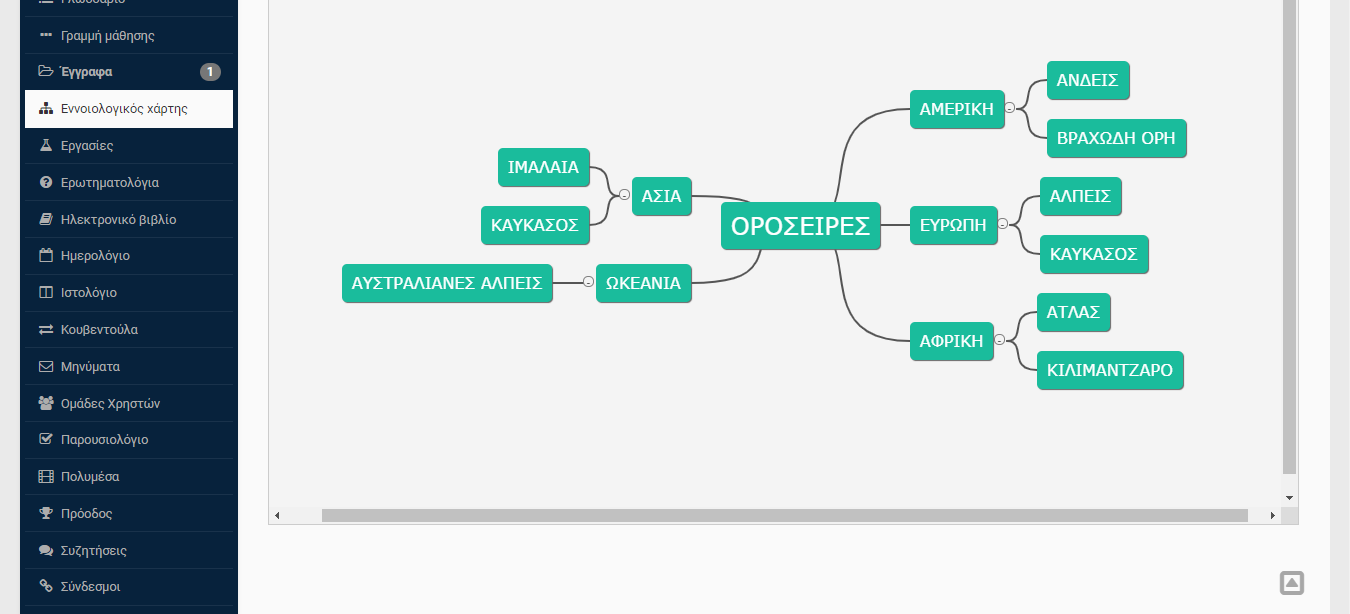 Γλωσσάριο
Γραμμή μάθησης
Έγγραφα 1
Εννοιολογικός χάρτης
Εργασίες
Ερωτηματολόγια
Ηλεκτρονικό βιβλίο
Ημερολόγιο
Ιστολόγιο
Κουβεντούλα
Μηνύματα
Ομάδες Χρηστών
Παρουσιολόγιο
Πολυμέσα
Πρόοδος
Συζητήσεις
Σύνδεσμοι
ΟΡΟΣΕΙΡΕΣ
ΑΣΙΑ
ΙΜΑΛΑΙΑ
ΚΑΥΚΑΣΟΣ
ΩΚΕΑΝΙΑ
ΑΥΣΤΡΑΛΙΑΝΕΣ ΑΛΠΕΙΣ
ΑΜΕΡΙΚΗ
ΑΝΔΕΙΣ
ΒΡΑΧΩΔΗ ΟΡΗ
ΕΥΡΩΠΗ
ΑΛΠΕΙΣ
ΚΑΥΚΑΣΟΣ
ΑΦΡΙΚΗ
ΑΤΛΑΣ
ΚΙΛΙΜΑΝΤΖΑΡΟ